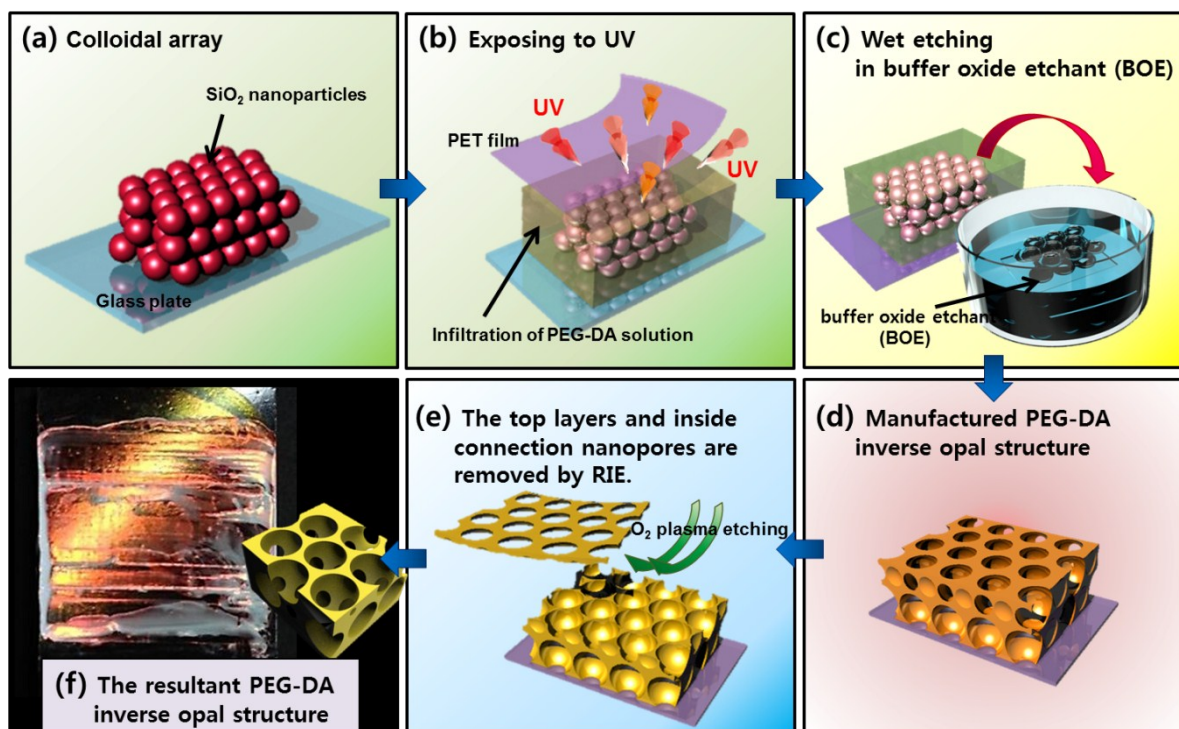 (a) Colloidal array
SiO₂ nanoparticles
Glass plate
(b) Exposing to UV
UV
PET film
UV
Infiltration of PEG-DA solution
(c) Wet etching
in buffer oxide etchant (BOE)
buffer oxide etchant
(BOE)
(d) Manufactured PEG-DA
inverse opal structure
(e) The top layers and inside
connection nanopores are
removed by RIE.
O₂ plasma etching
(f) The resultant PEG-DA
inverse opal structure